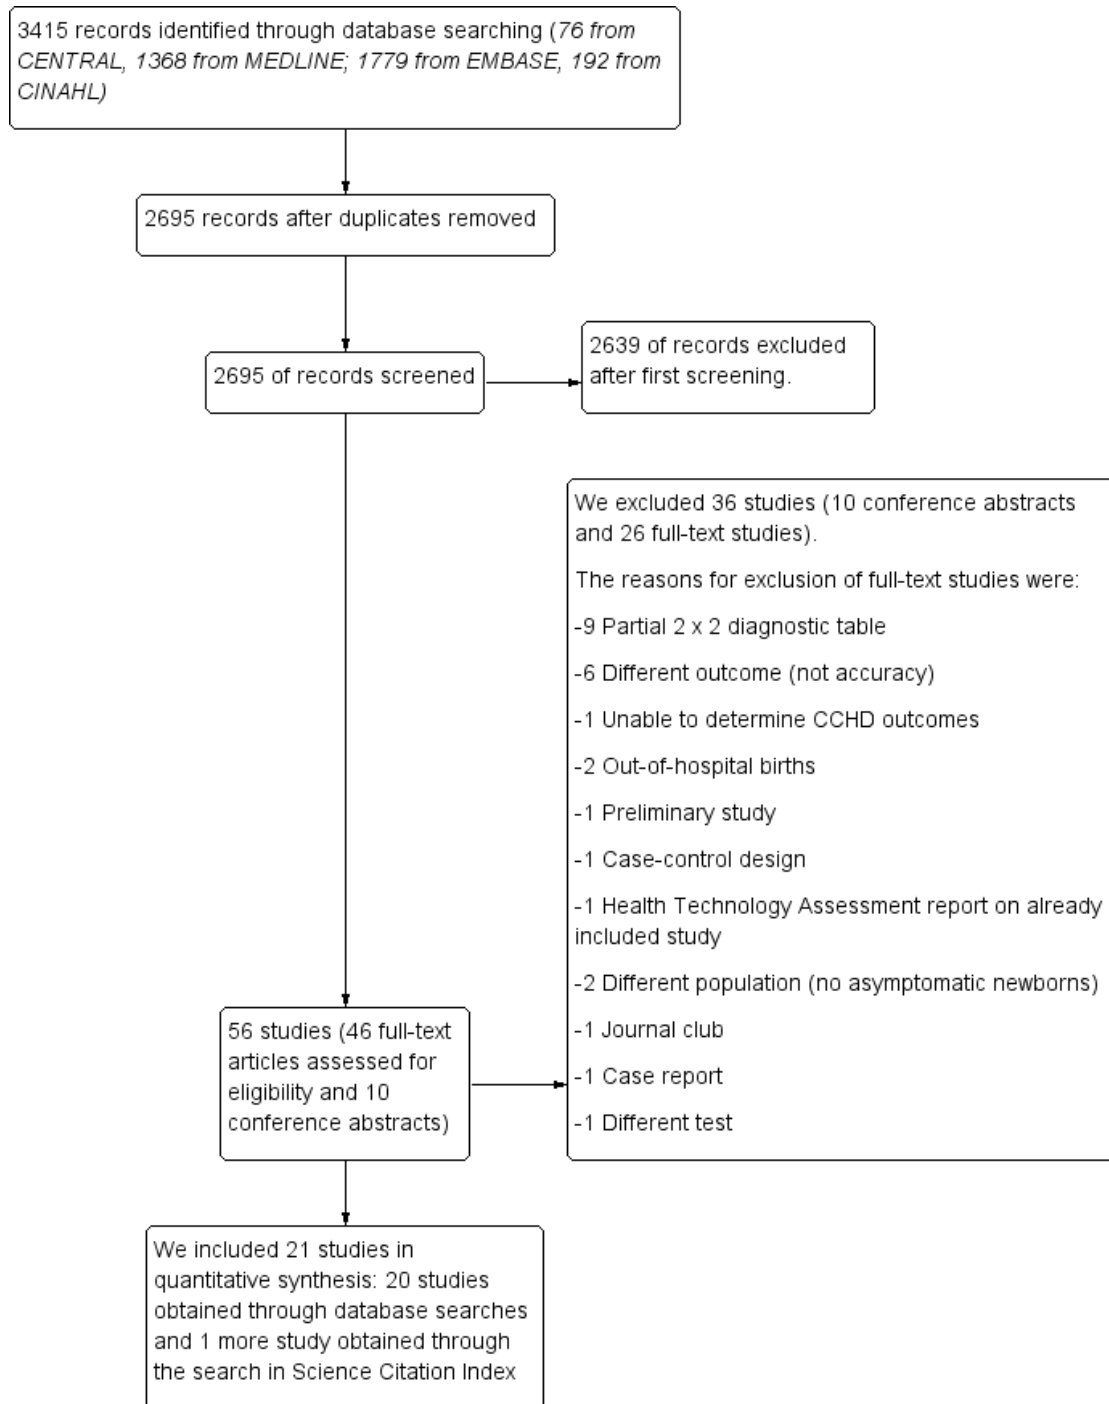 3415 records identified through database searching (76 from
CENTRAL, 1368 from MEDLINE; 1779 from EMBASE, 192 from
CINAHL)
2695 records after duplicates removed
2695 of records screened
2639 of records excluded
after first screening.
We excluded 36 studies (10 conference abstracts
and 26 full-text studies).
The reasons for exclusion of full-text studies were:
-9 Partial 2 x 2 diagnostic table
-6 Different outcome (not accuracy)
-1 Unable to determine CCHD outcomes
-2 Out-of-hospital births
-1 Preliminary study
-1 Case-control design
-1 Health Technology Assessment report on already
included study
-2 Different population (no asymptomatic newborns)
-1 Journal club
-1 Case report
-1 Different test
56 studies (46 full-text
articles assessed for
eligibility and 10
conference abstracts)
We included 21 studies in
quantitative synthesis: 20 studies
obtained through database searches
and 1 more study obtained through
the search in Science Citation Index